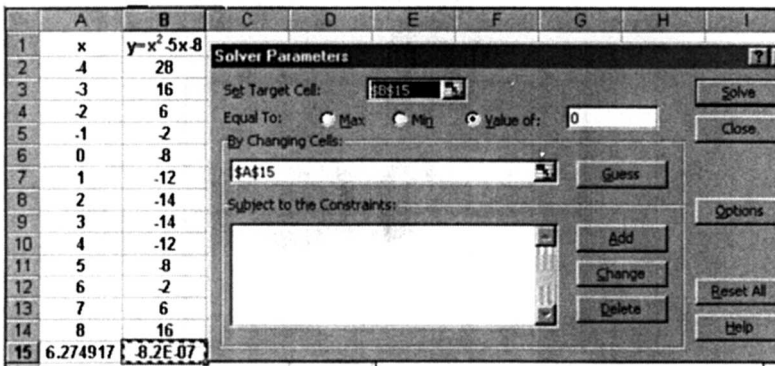 A B C D E F G H I
1 x y=x²-5x-8
2 -4 28
3 -3 16
4 -2 6
5 -1 -2
6 0 -8
7 1 -12
8 2 -14
9 3 -14
10 4 -12
11 5 -8
12 6 -2
13 7 6
14 8 16
15 6.274917 -8.2E-07
Solver Parameters ?
Set Target Cell: $B$15 Solve
Equal To: Max Min Value of: 0 Close
By Changing Cells:
$A$15 Guess
Subject to the Constraints: Options
Add
Change
Delete Reset All
Help